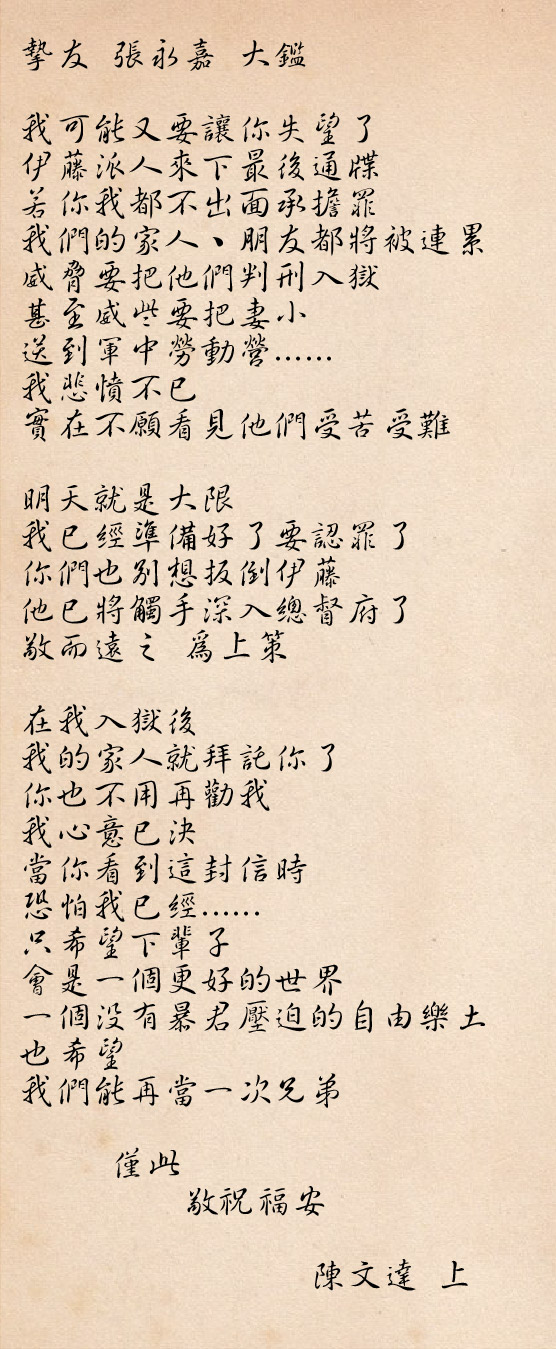 摯友 張永嘉 大鑑
我可能又要讓你失望了
伊藤派人來下最後通牒
若你我都不出面承擔罪
我們的家人、朋友都將被連累
威脅要把他們判刑入獄
甚至威些要把妻小
送到軍中勞動營……
我悲憤不已
實在不願看見他們受苦受難
明天就是大限
我已經準備好了要認罪了
你們也別想扳倒伊藤
他已將觸手深入總督府了
敬而遠之 爲上策
在我入獄後
我的家人就拜託你了
你也不用再勸我
我心意已決
當你看到這封信時
恐怕我已經……
只希望下輩子
會是一個更好的世界
一個没有暴君壓迫的自由樂土
也希望
我們能再當一次兄弟
僅此
敬祝福安
陳文達 上